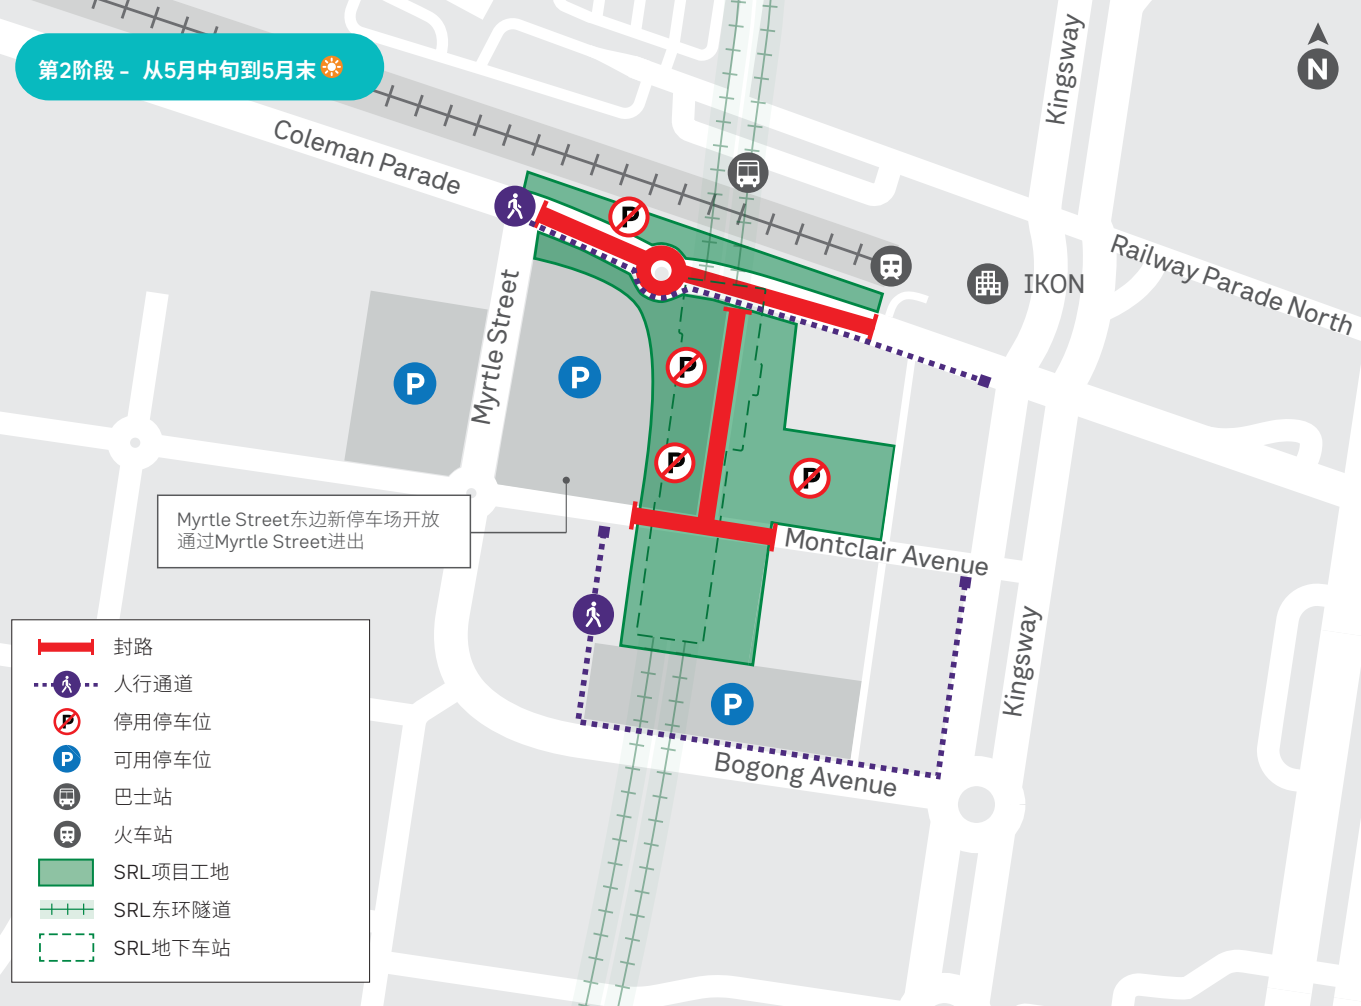 第2阶段 - 从5月中旬到5月末
N
Kingsway
Coleman Parade
P
IKON
Railway Parade North
Myrtle Street
P
P
P
P
P
Myrtle Street东边新停车场开放
通过Myrtle Street进出
Montclair Avenue
Kingsway
P
Bogong Avenue
封路
人行通道
P 停用停车位
P 可用停车位
巴士站
火车站
SRL项目工地
SRL东环隧道
SRL地下车站